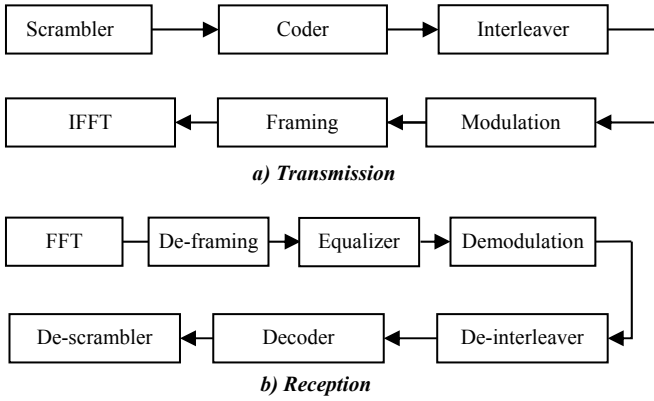 Scrambler
Coder
Interleaver
IFFT
Framing
Modulation
a) Transmission
FFT
De-framing
Equalizer
Demodulation
De-scrambler
Decoder
De-interleaver
b) Reception